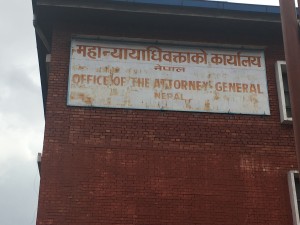 महान्यायाधिवक्ताको कार्यालय
नेपाल
OFFICE OF THE ATTORNEY GENERAL
NEPAL